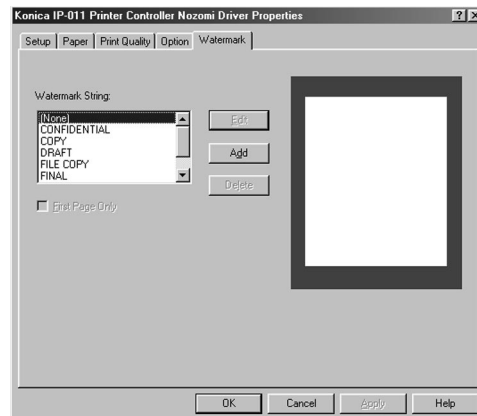 Konica IP-011 Printer Controller Nozomi Driver Properties
Setup Paper Print Quality Option Watermark
Watermark String:
(None)
CONFIDENTIAL
COPY
DRAFT
FILE COPY
FINAL
Edit
Add
Delete
First Page Only
OK Cancel Apply Help